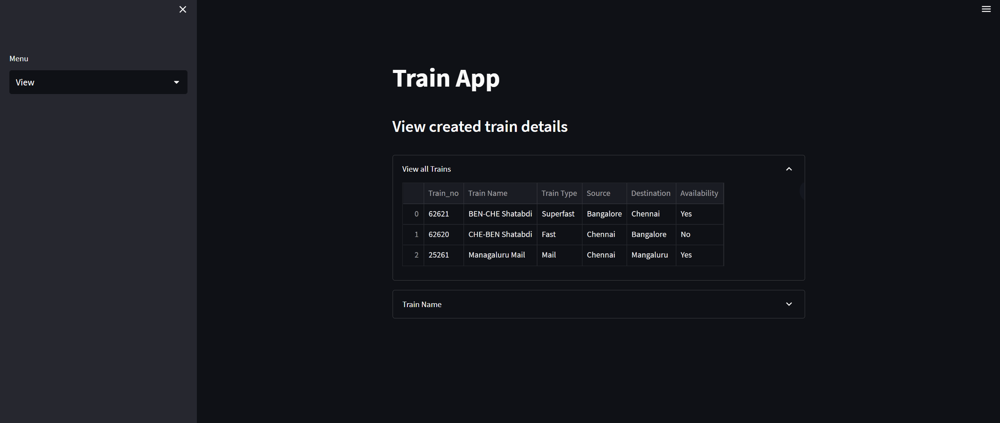 Menu
View
Train App
View created train details
View all Trains
Train_no Train Name Train Type Source Destination Availability
0 62621 BEN-CHE Shatabdi Superfast Bangalore Chennai Yes
1 62620 CHE-BEN Shatabdi Fast Chennai Bangalore No
2 25261 Managaluru Mail Mail Chennai Mangaluru Yes
Train Name